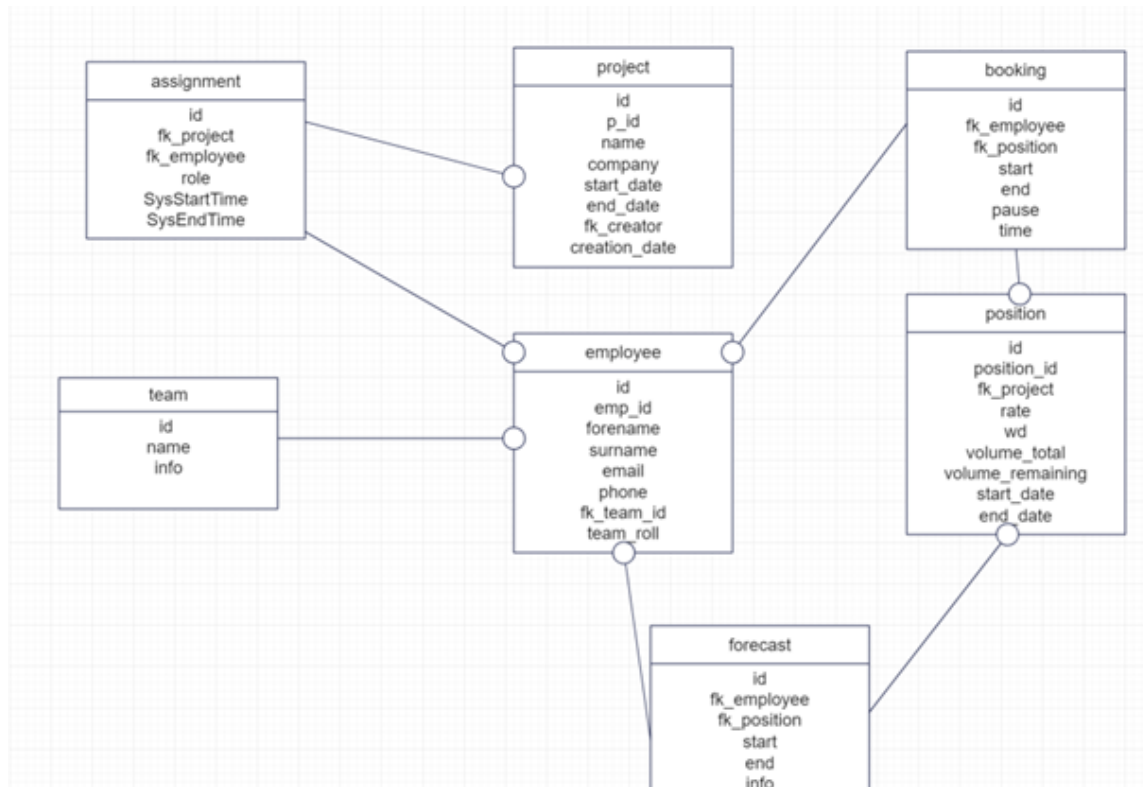 assignment
id
fk_project
fk_employee
role
SysStartTime
SysEndTime
project
id
p_id
name
company
start_date
end_date
fk_creator
creation_date
booking
id
fk_employee
fk_position
start
end
pause
time
team
id
name
info
employee
id
emp_id
forename
surname
email
phone
fk_team_id
team_roll
position
id
position_id
fk_project
rate
wd
volume_total
volume_remaining
start_date
end_date
forecast
id
fk_employee
fk_position
start
end
info